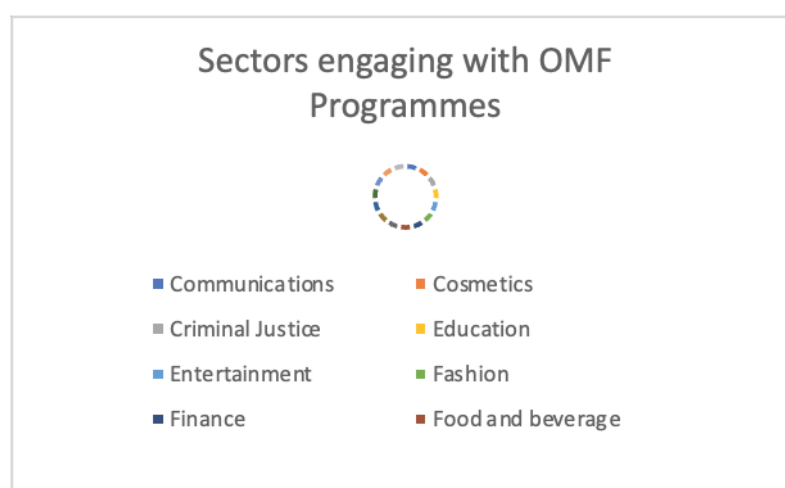 Sectors engaging with OMF
Programmes
Communications
Cosmetics
Criminal Justice
Education
Entertainment
Fashion
Finance
Food and beverage